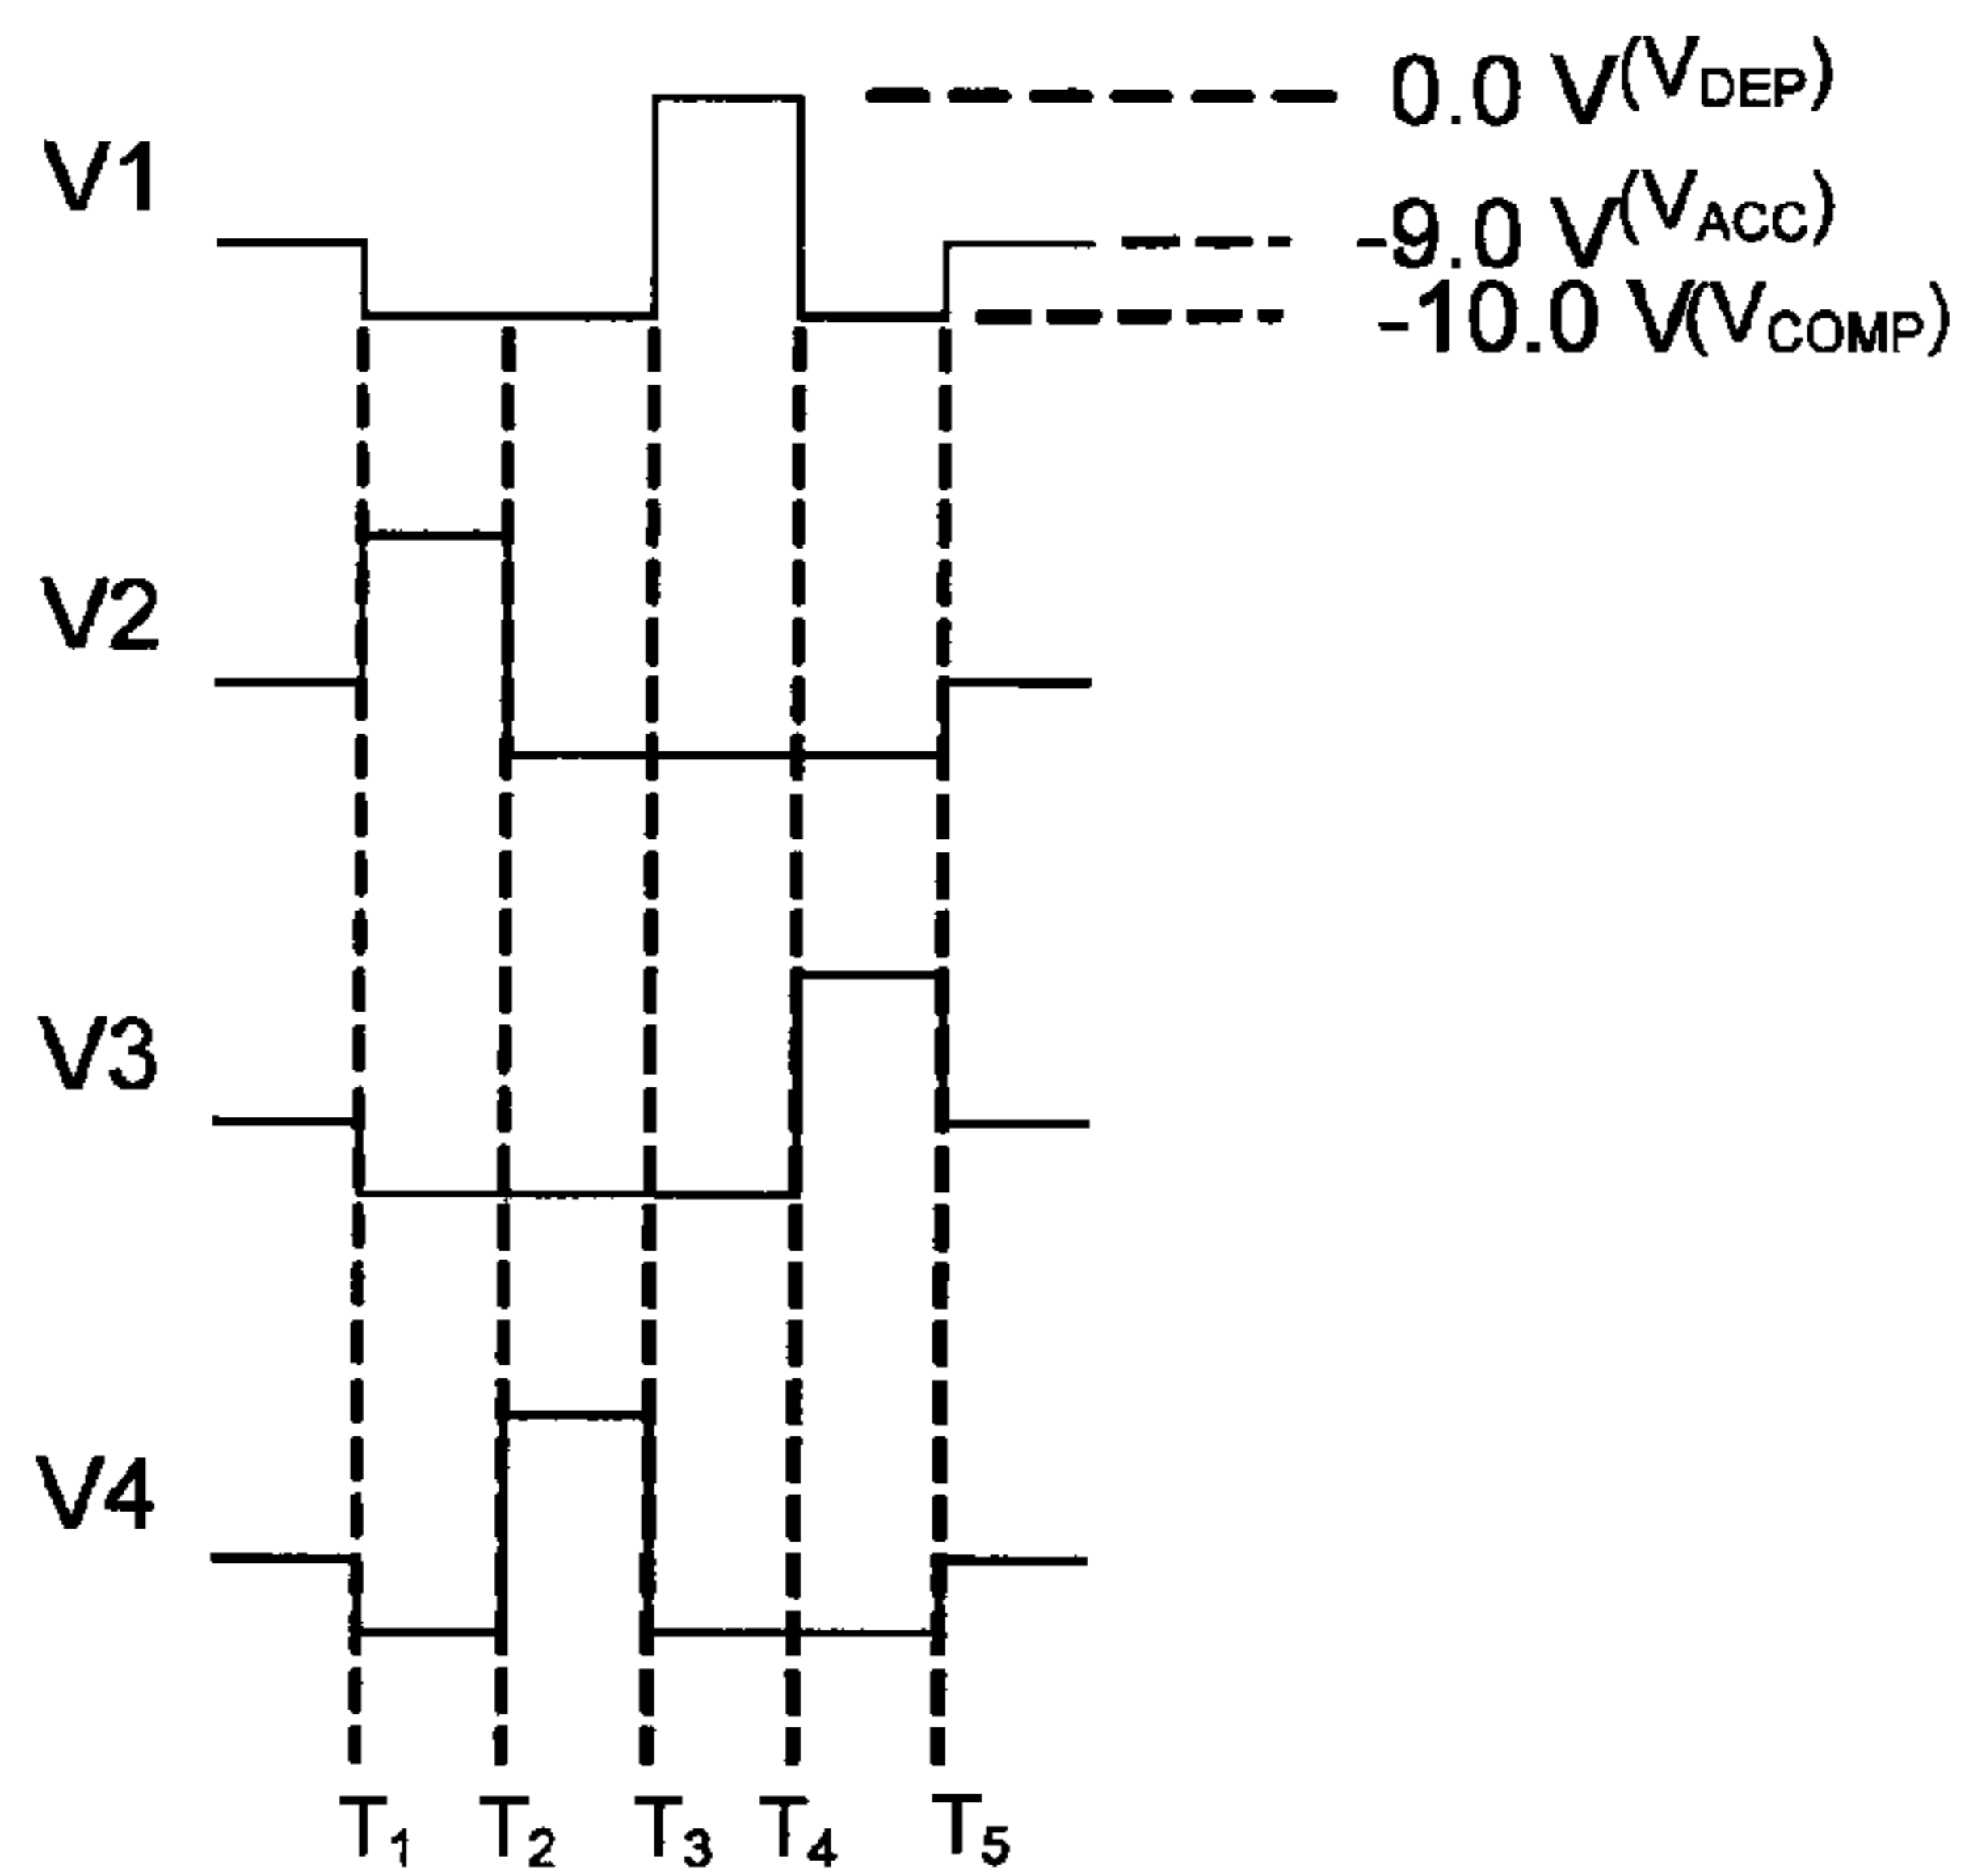 0.0 V(VDEP)
V1
-9.0 V(VACC)
-10.0 V(VCOMP)
V2
V3
V4
T1 T2 T3 T4 T5